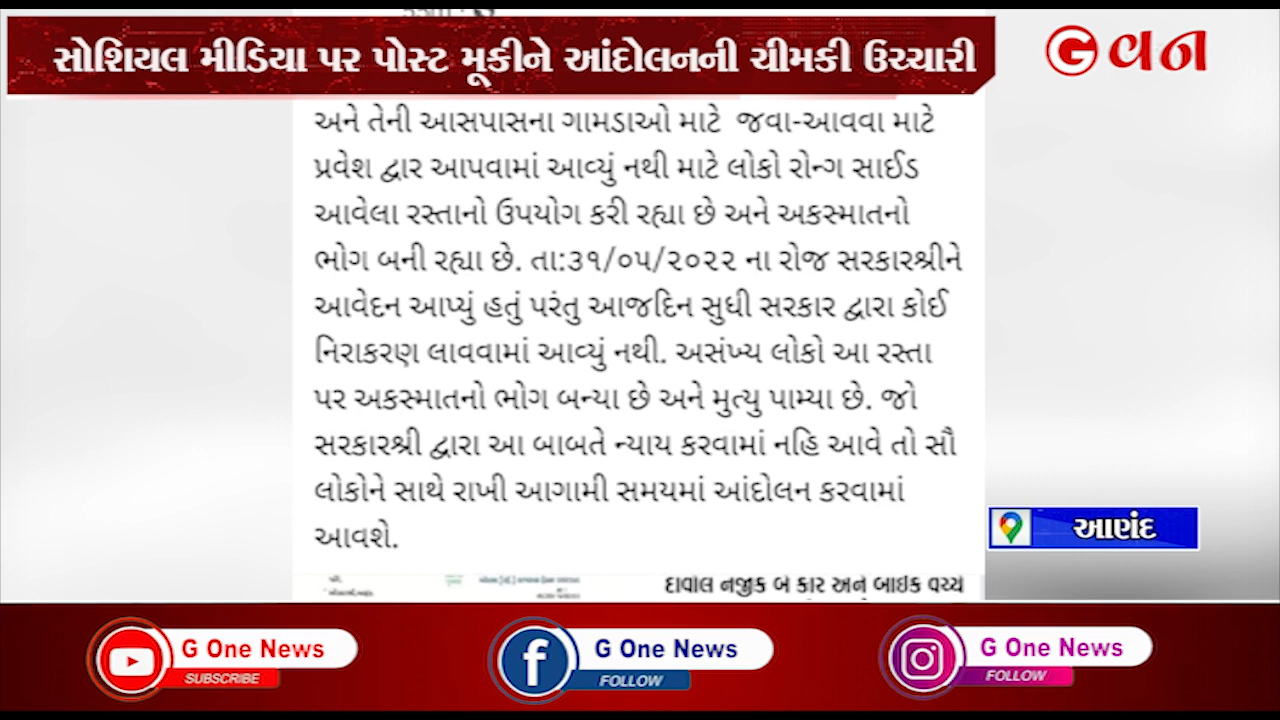 સોશિયલ મીડિયા પર પોસ્ટ મૂકીને આંદોલનની ચીમકી ઉચ્ચારી
G વન
અને તેની આસપાસના ગામડાઓ માટે જવા-આવવા માટે
પ્રવેશ દ્વાર આપવામાં આવ્યું નથી માટે લોકો રોન્ગ સાઈડ
આવેલા રસ્તાનો ઉપયોગ કરી રહ્યા છે અને અકસ્માતનો
ભોગ બની રહ્યા છે. તા:૩૧/૦૫/૨૦૨૨ ના રોજ સરકારશ્રીને
આવેદન આપ્યું હતું પરંતુ આજદિન સુધી સરકાર દ્વારા કોઈ
નિરાકરણ લાવવામાં આવ્યું નથી. અસંખ્ય લોકો આ રસ્તા
પર અકસ્માતનો ભોગ બન્યા છે અને મુત્યુ પામ્યા છે. જો
સરકારશ્રી દ્વારા આ બાબતે ન્યાય કરવામાં નહિ આવે તો સૌ
લોકોને સાથે રાખી આગામી સમયમાં આંદોલન કરવામાં
આવશે.
આણંદ
દાવોલ નજીક બે કાર અને બાઈક વચ્ચે
G One News
SUBSCRIBE
G One News
FOLLOW
G One News
FOLLOW